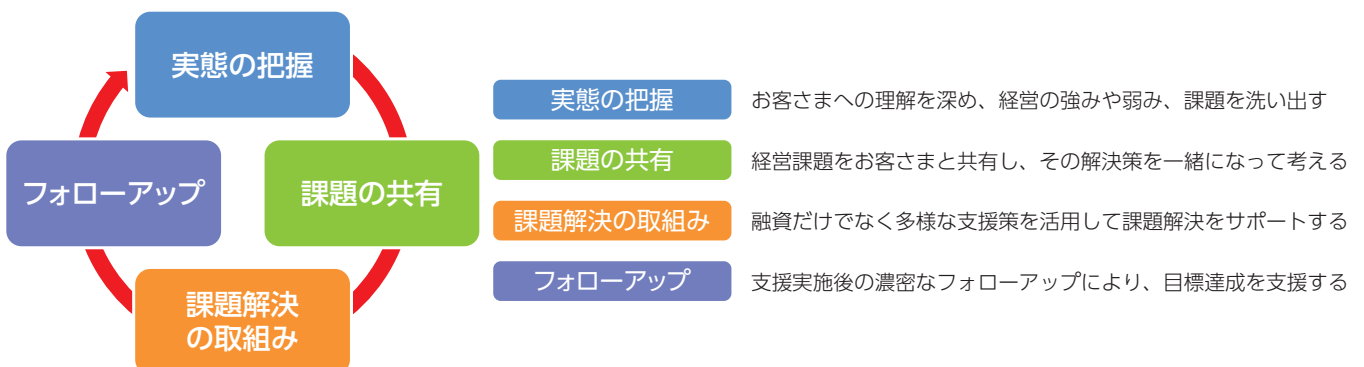 実態の把握
フォローアップ
課題の共有
課題解決
の取組み
実態の把握 お客さまへの理解を深め、経営の強みや弱み、課題を洗い出す
課題の共有 経営課題をお客さまと共有し、その解決策を一緒になって考える
課題解決の取組み 融資だけでなく多様な支援策を活用して課題解決をサポートする
フォローアップ 支援実施後の濃密なフォローアップにより、目標達成を支援する